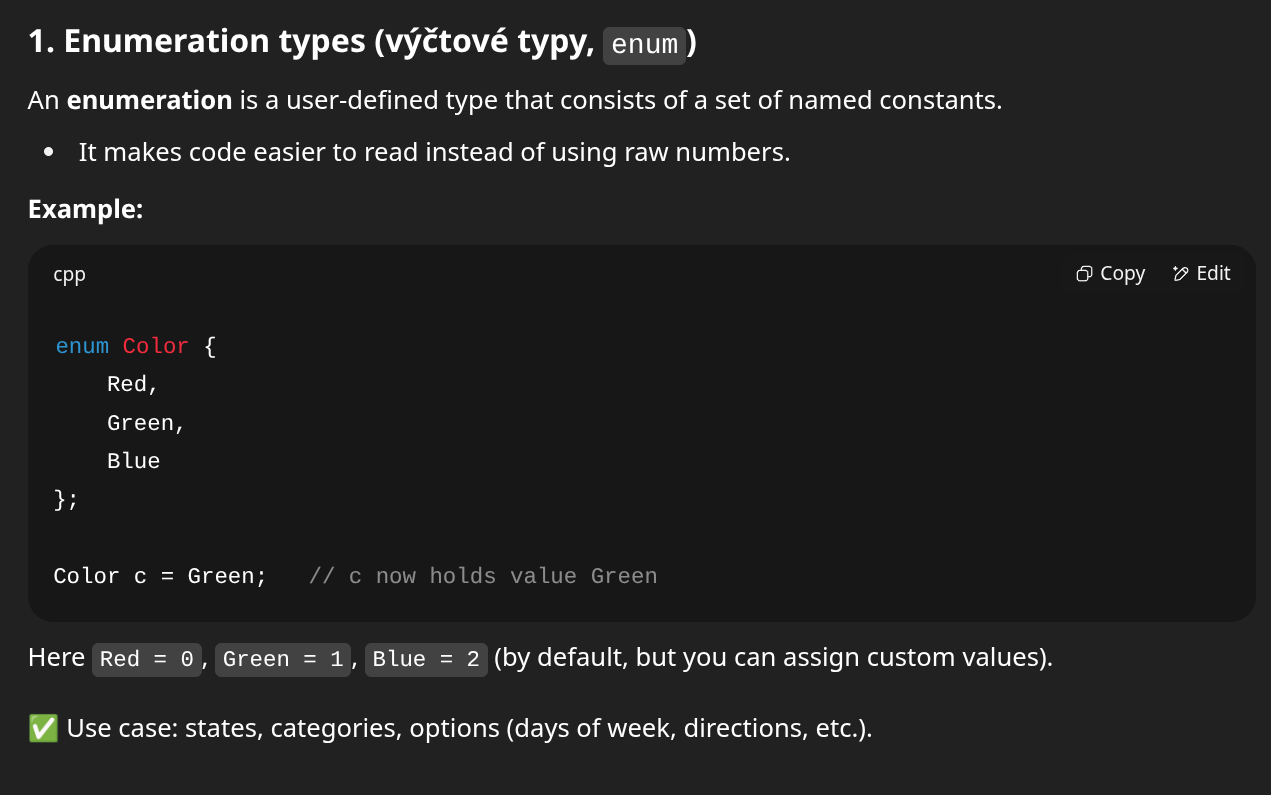 1. Enumeration types (výčtové typy, enum)
An enumeration is a user-defined type that consists of a set of named constants.
• It makes code easier to read instead of using raw numbers.
Example:
cpp Copy Edit
enum Color {
    Red,
    Green,
    Blue
};
Color c = Green;   // c now holds value Green
Here Red = 0, Green = 1, Blue = 2 (by default, but you can assign custom values).
✅ Use case: states, categories, options (days of week, directions, etc.).